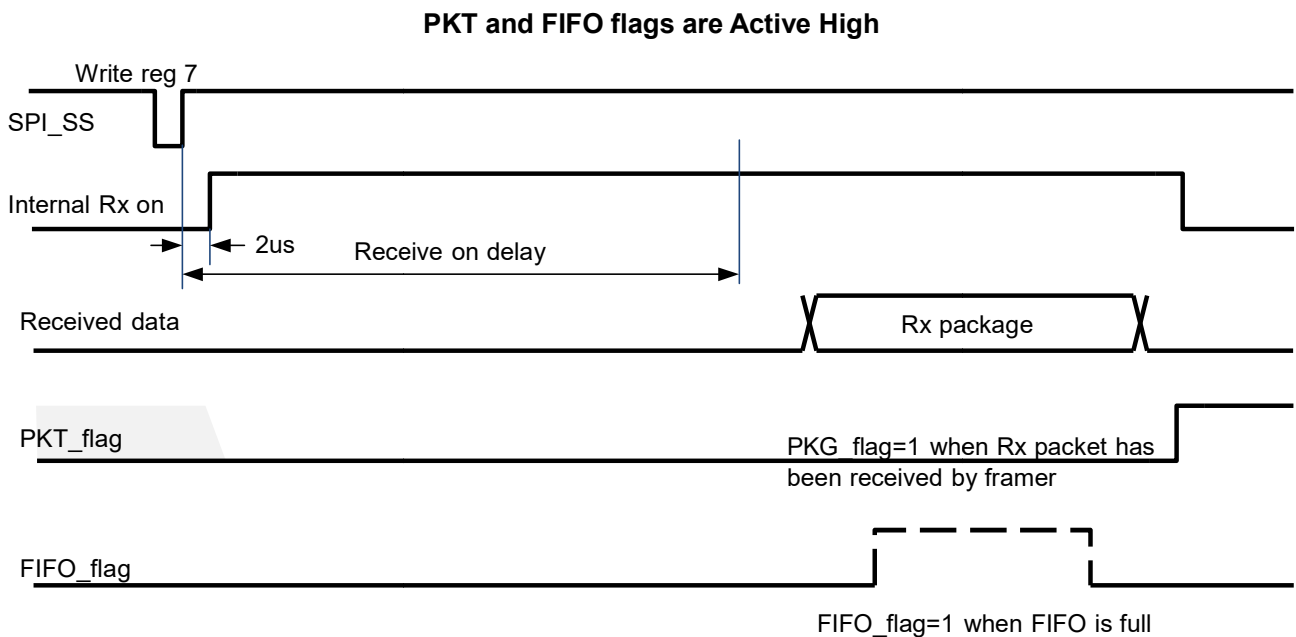 PKT and FIFO flags are Active High
Write reg 7
SPI_SS
Internal Rx on
2us
Receive on delay
Received data
Rx package
PKT_flag
PKG_flag=1 when Rx packet has
been received by framer
FIFO_flag
FIFO_flag=1 when FIFO is full